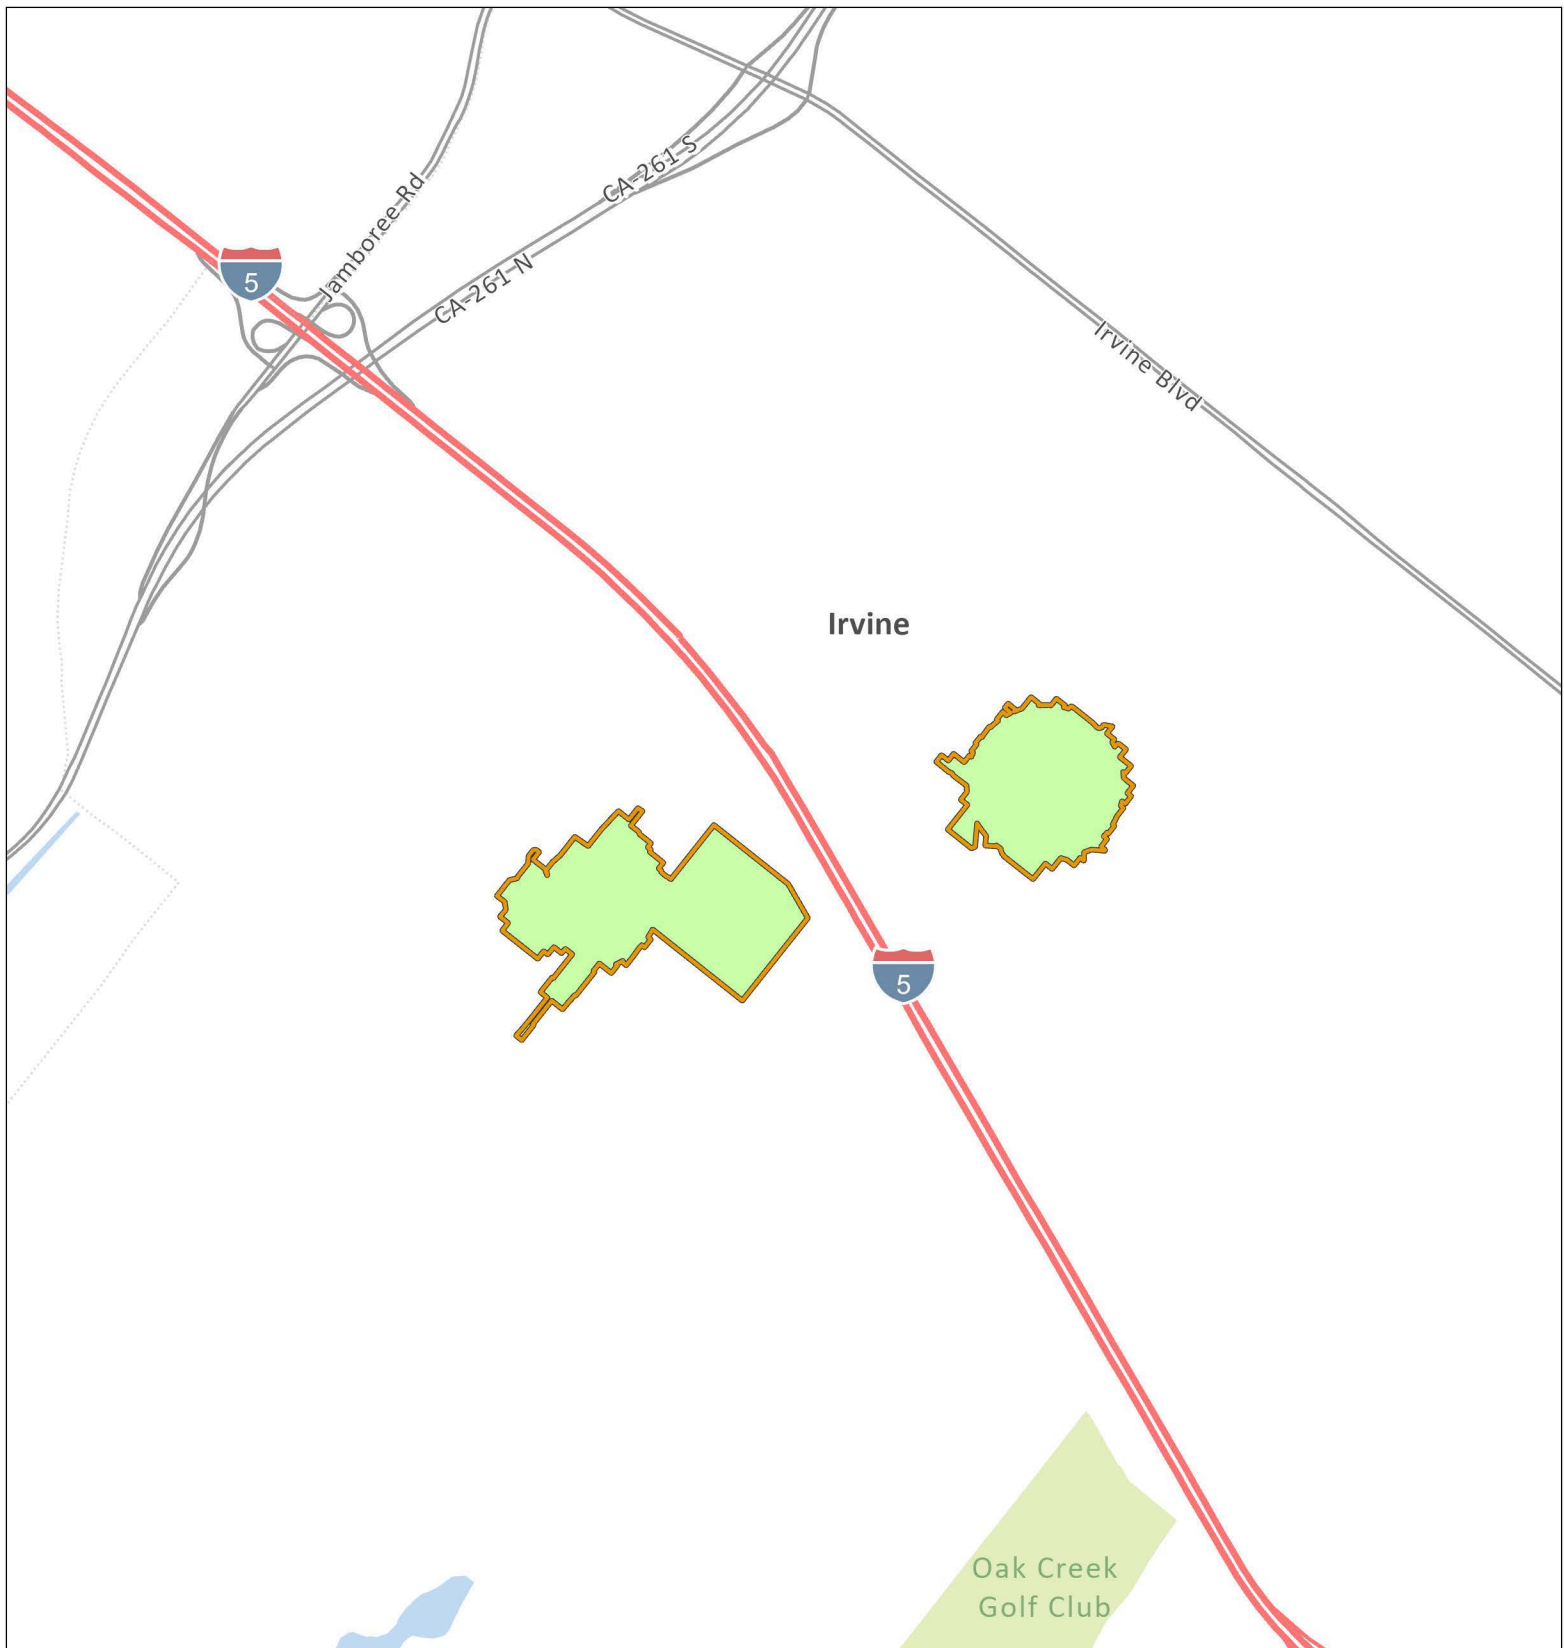 CA-261 S
Jamboree Rd
5
CA-261 N
Irvine Blvd
Irvine
5
Oak Creek
Golf Club